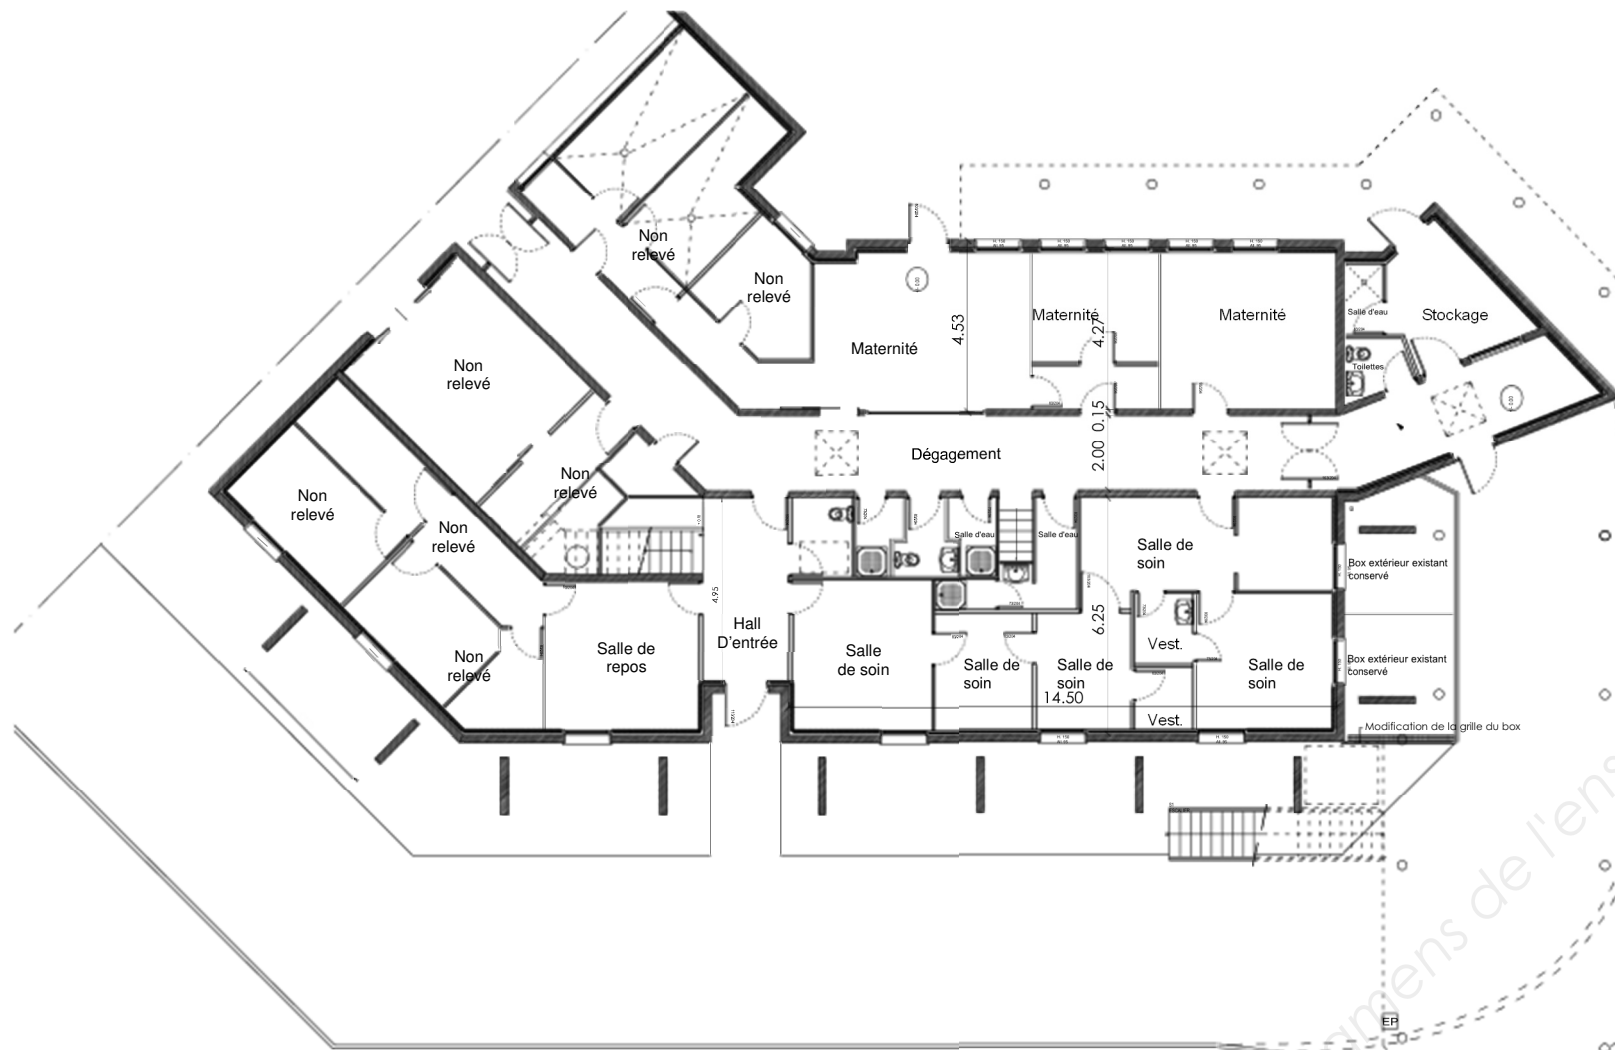 Non
relevé
Non
relevé
Maternité
Maternité
Maternité
4.53
4.27
Salle d'eau
Stockage
Toilettes
Non
relevé
0.15
2.00
Dégagement
Non
relevé
Non
relevé
Non
relevé
Salle d'eau
Salle d'eau
Salle de
soin
Box extérieur existant
conservé
4.95
6.25
Hall
D'entrée
Salle de
repos
Non
relevé
Salle
de soin
Salle de
soin
Salle de
soin
Vest.
Salle de
soin
Box extérieur existant
conservé
14.50
Vest.
Modification de la grille du box
amens de l'ens
EP